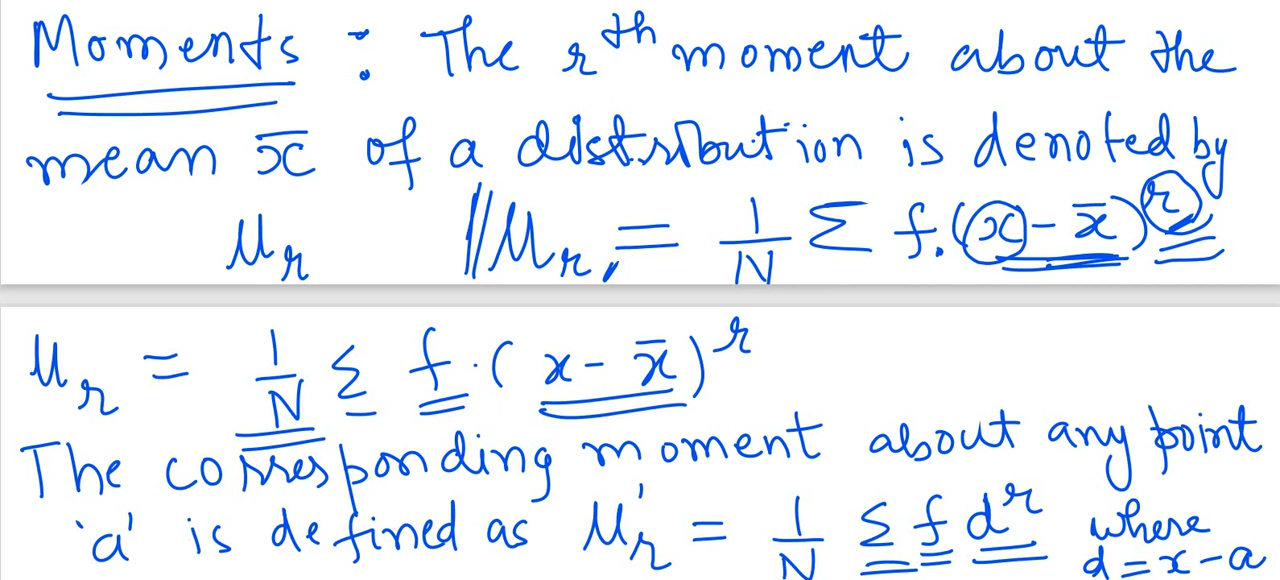 Moments : The rth moment about the
mean x̄ of a distribution is denoted by
μr // μr, = 1/N Σ f.(x - x̄)^r
μr = 1/N Σ f.(x - x̄)^r
The corresponding moment about any point
'a' is defined as μ'r = 1/N Σ f d^r where
d = x - a